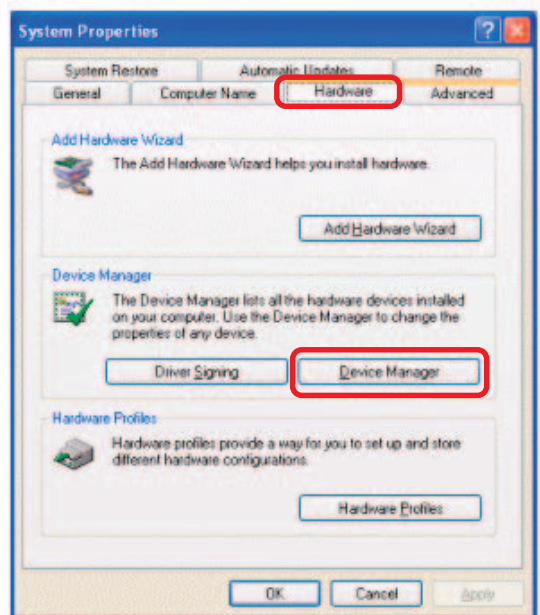 System Properties
System Restore Automatic Updates Remote
General Computer Name Hardware Advanced
Add Hardware Wizard
The Add Hardware Wizard helps you install hardware.
Add Hardware Wizard
Device Manager
The Device Manager lists all the hardware devices installed
on your computer. Use the Device Manager to change the
properties of any device.
Driver Signing Device Manager
Hardware Profiles
Hardware profiles provide a way for you to set up and store
different hardware configurations.
Hardware Profiles
OK Cancel Apply